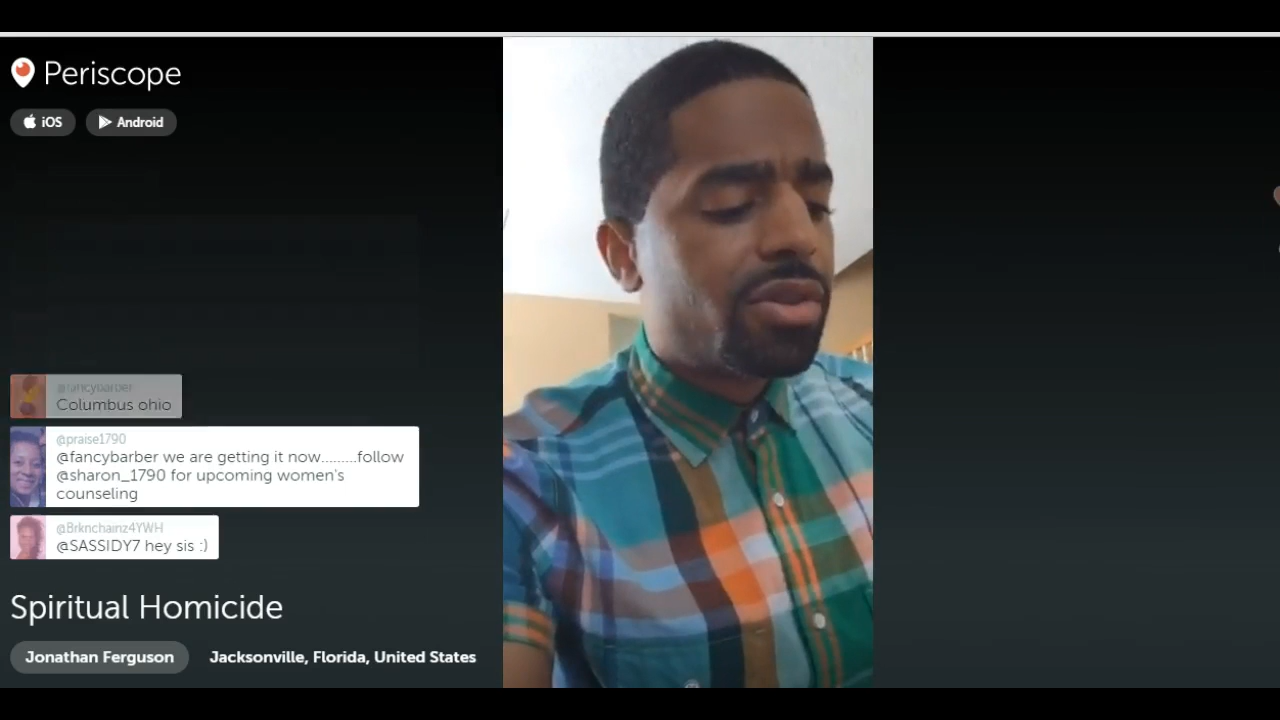 Periscope
iOS
Android
@fancybarber
Columbus ohio
@praise1790
@fancybarber we are getting it now.........follow
@sharon_1790 for upcoming women's
counseling
@Brknchainz4YWH
@SASSIDY7 hey sis :)
Spiritual Homicide
Jonathan Ferguson
Jacksonville, Florida, United States